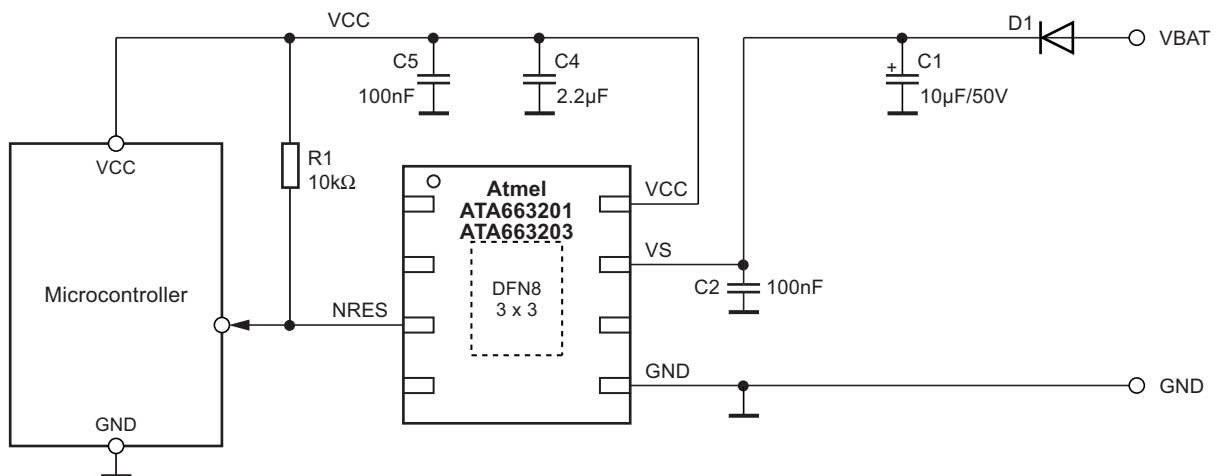 VCC
D1
VBAT
C5
100nF
C4
2.2µF
+
C1
10µF/50V
VCC
R1
10kΩ
Atmel
ATA663201
ATA663203
VCC
VS
Microcontroller
DFN8
3 x 3
C2
100nF
NRES
GND
GND
GND